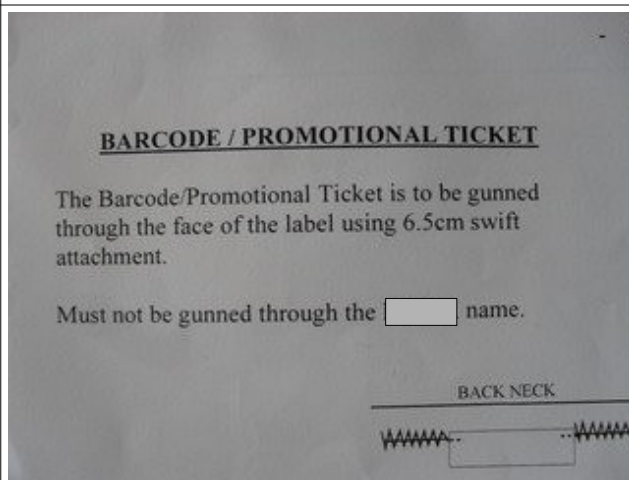 BARCODE / PROMOTIONAL TICKET
The Barcode/Promotional Ticket is to be gunned
through the face of the label using 6.5cm swift
attachment.
Must not be gunned through the name.
BACK NECK